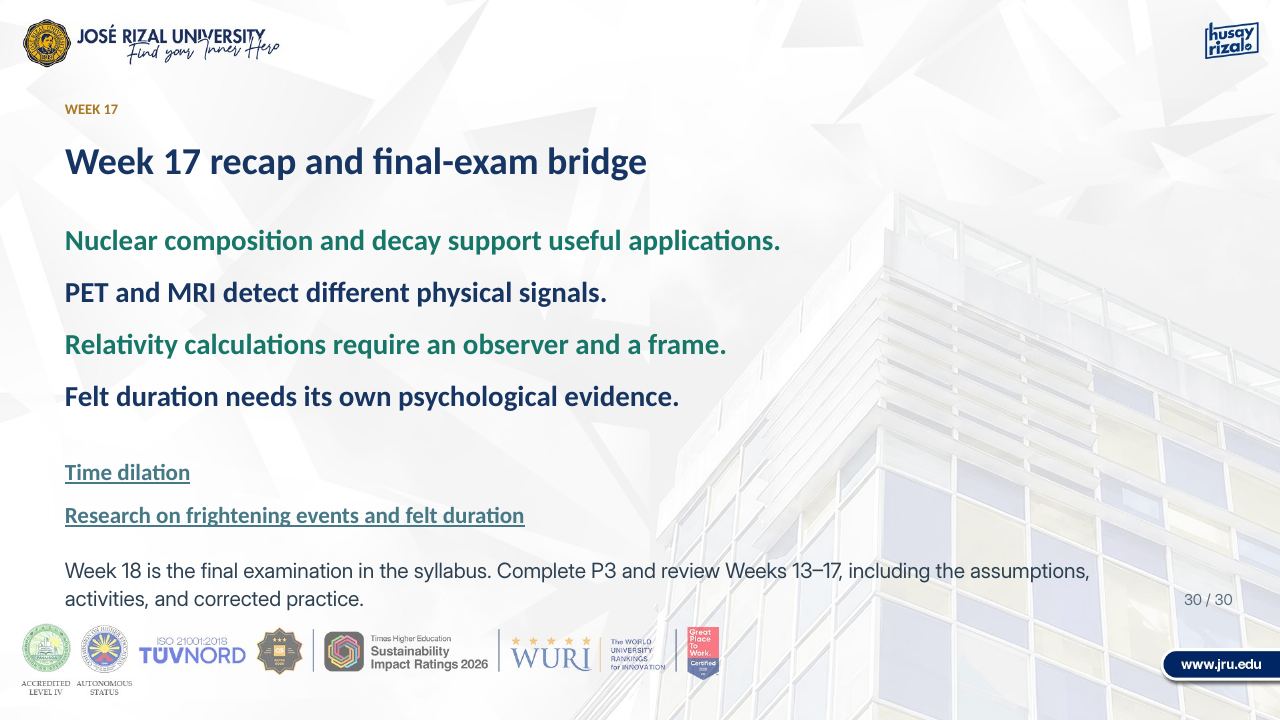 JOSÉ RIZAL UNIVERSITY
Find your Inner Hero
husay
rizal
WEEK 17
Week 17 recap and final-exam bridge
Nuclear composition and decay support useful applications.
PET and MRI detect different physical signals.
Relativity calculations require an observer and a frame.
Felt duration needs its own psychological evidence.
Time dilation
Research on frightening events and felt duration
Week 18 is the final examination in the syllabus. Complete P3 and review Weeks 13–17, including the assumptions,
activities, and corrected practice.
30 / 30
ACCREDITED
LEVEL IV
AUTONOMOUS
STATUS
ISO 21001:2018
TÜVNORD
Times Higher Education
Sustainability
Impact Ratings 2026
WURI
The WORLD
UNIVERSITY
RANKINGS
for INNOVATION
Great
Place
To
Work.
Certified
www.jru.edu